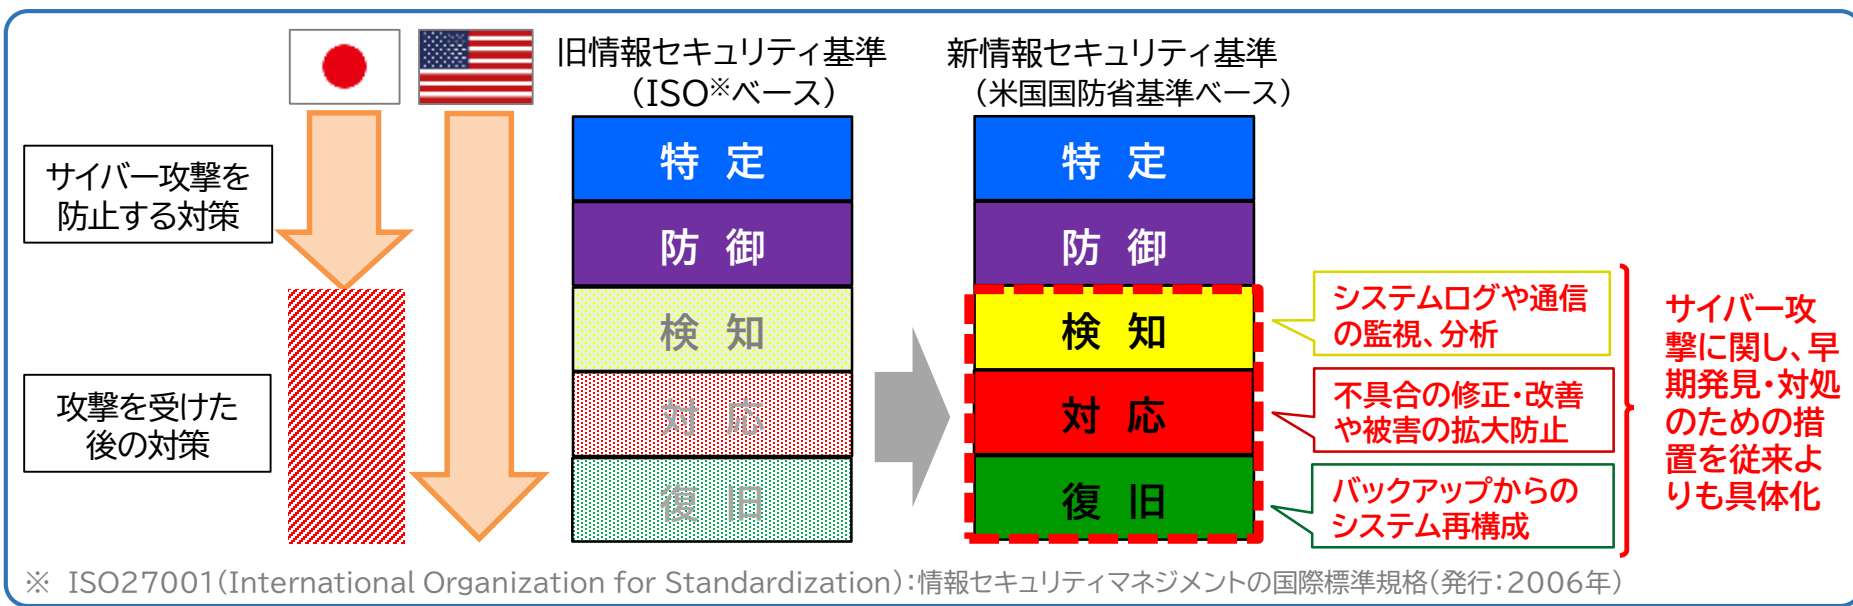 旧情報セキュリティ基準
（ISO※ベース）
新情報セキュリティ基準
（米国国防省基準ベース）
サイバー攻撃を
防止する対策
攻撃を受けた
後の対策
特 定
防 御
検 知
対 応
復 旧
特 定
防 御
検 知
対 応
復 旧
システムログや通信
の監視、分析
不具合の修正・改善
や被害の拡大防止
バックアップからの
システム再構成
サイバー攻
撃に関し、早
期発見・対処
のための措
置を従来よ
りも具体化
※ ISO27001（International Organization for Standardization）：情報セキュリティマネジメントの国際標準規格（発行：2006年）